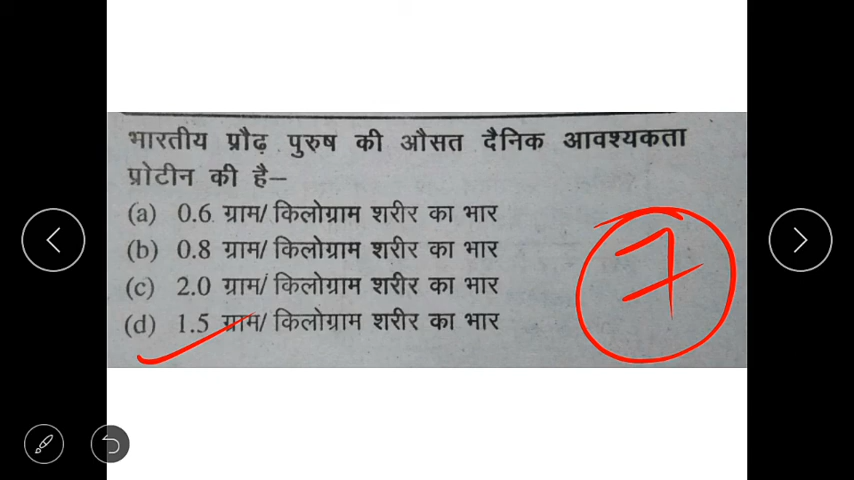 भारतीय प्रौढ़ पुरुष की औसत दैनिक आवश्यकता
प्रोटीन की है–
(a) 0.6 ग्राम/ किलोग्राम शरीर का भार
(b) 0.8 ग्राम/ किलोग्राम शरीर का भार
(c) 2.0 ग्राम/ किलोग्राम शरीर का भार
(d) 1.5 ग्राम/ किलोग्राम शरीर का भार
7